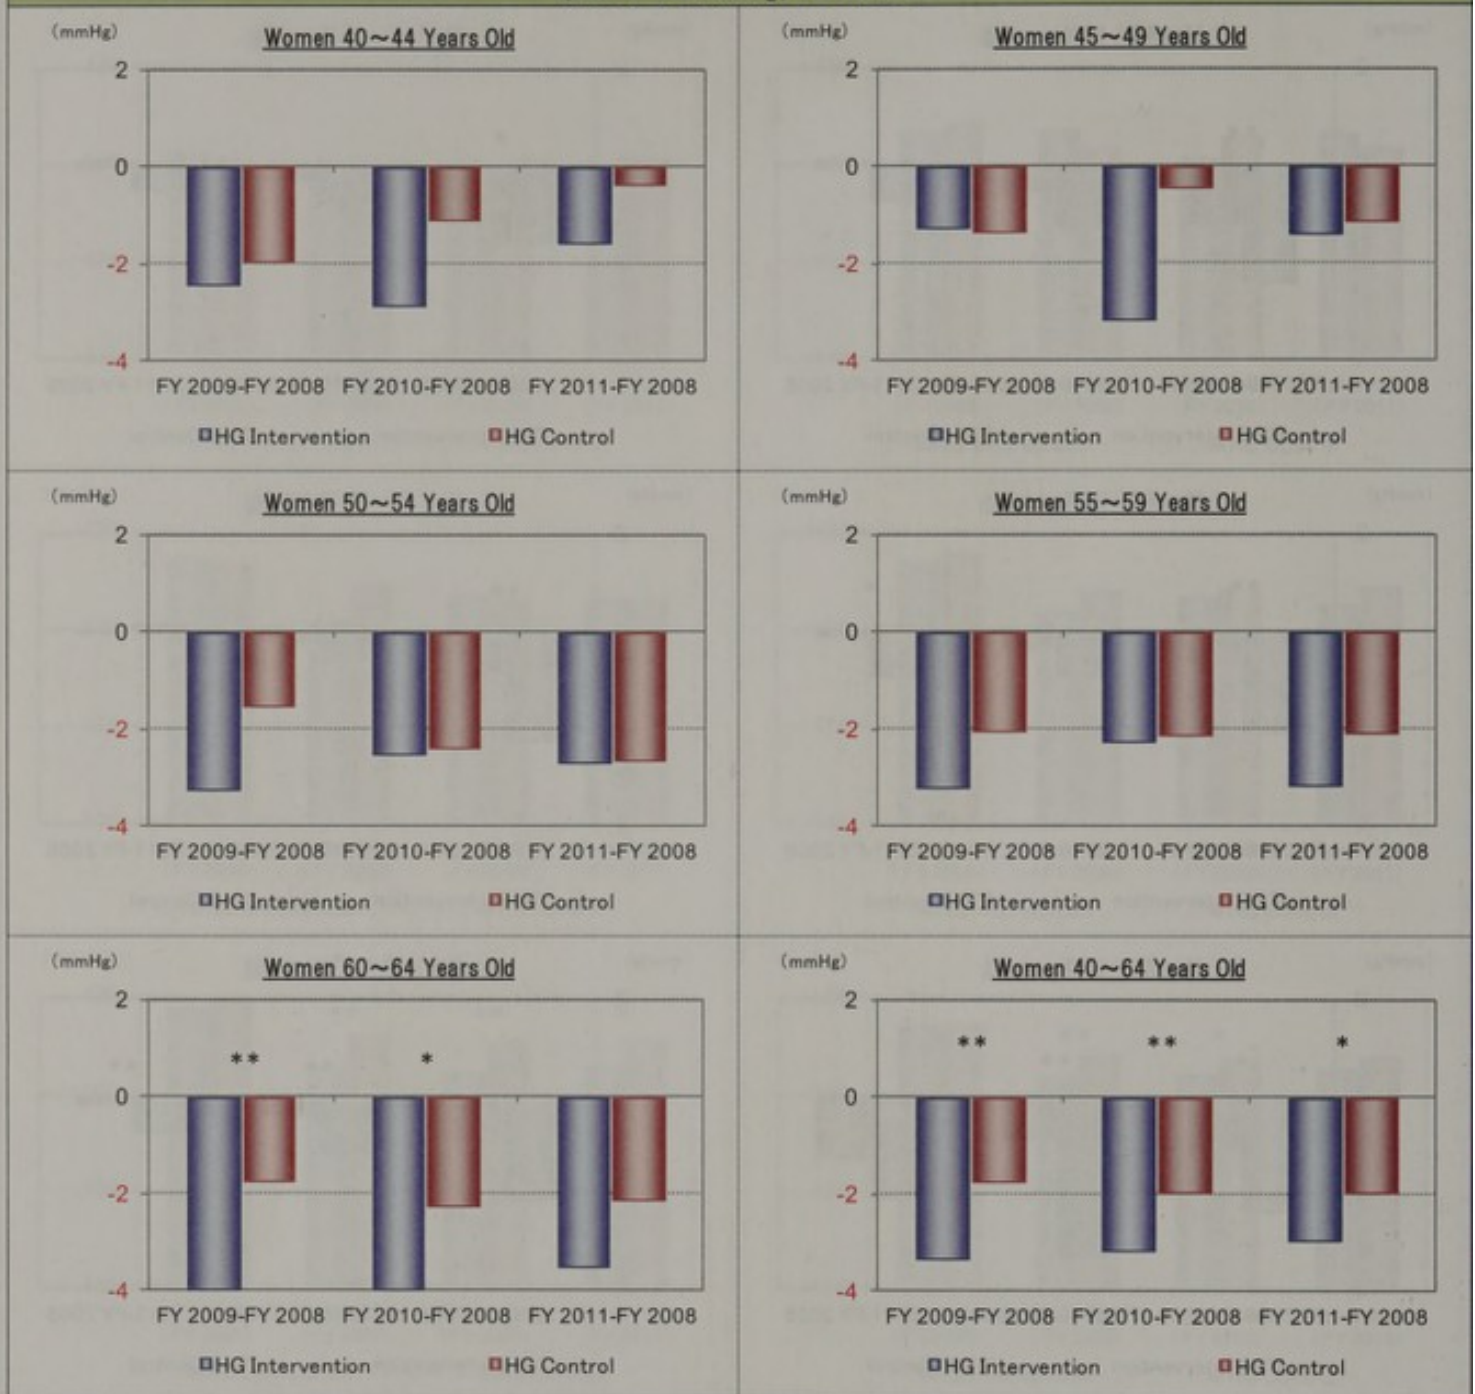 (mmHg)
Women 40～44 Years Old
2
0
-2
-4
FY 2009-FY 2008 FY 2010-FY 2008 FY 2011-FY 2008
HG Intervention HG Control
(mmHg)
Women 45～49 Years Old
2
0
-2
-4
FY 2009-FY 2008 FY 2010-FY 2008 FY 2011-FY 2008
HG Intervention HG Control
(mmHg)
Women 50～54 Years Old
2
0
-2
-4
FY 2009-FY 2008 FY 2010-FY 2008 FY 2011-FY 2008
HG Intervention HG Control
(mmHg)
Women 55～59 Years Old
2
0
-2
-4
FY 2009-FY 2008 FY 2010-FY 2008 FY 2011-FY 2008
HG Intervention HG Control
(mmHg)
Women 60～64 Years Old
2
** *
0
-2
-4
FY 2009-FY 2008 FY 2010-FY 2008 FY 2011-FY 2008
HG Intervention HG Control
(mmHg)
Women 40～64 Years Old
2
** ** *
0
-2
-4
FY 2009-FY 2008 FY 2010-FY 2008 FY 2011-FY 2008
HG Intervention HG Control